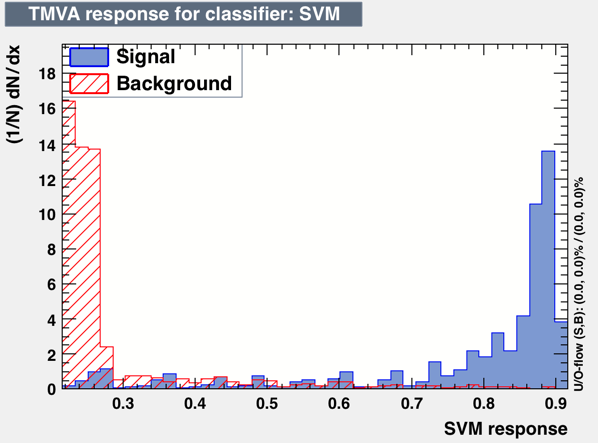 TMVA response for classifier: SVM
Signal
Background
(1/N) dN/dx
18
16
14
12
10
8
6
4
2
0
0.3 0.4 0.5 0.6 0.7 0.8 0.9
SVM response
U/O-flow (S,B): (0.0, 0.0)% / (0.0, 0.0)%